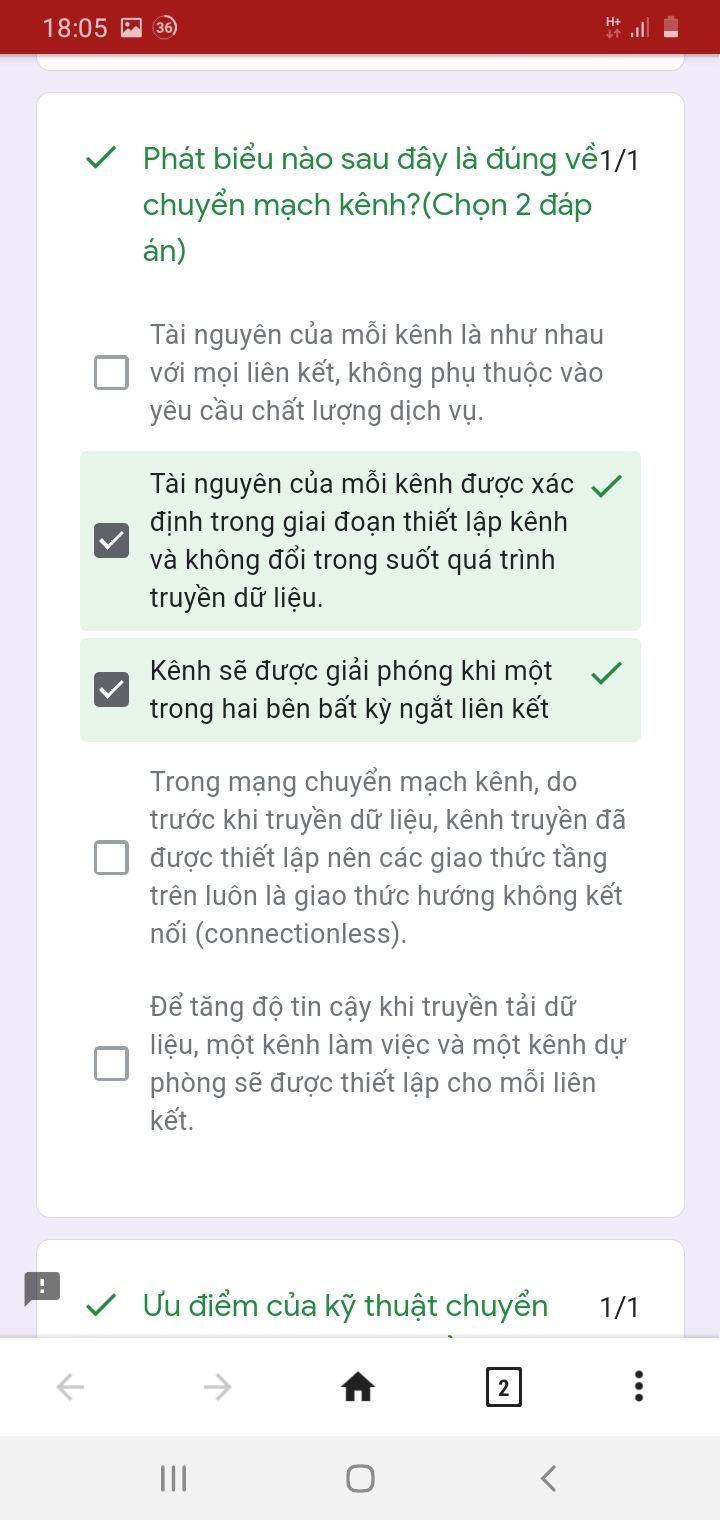 18:05 36 H+
Phát biểu nào sau đây là đúng về 1/1
chuyển mạch kênh?(Chọn 2 đáp
án)
Tài nguyên của mỗi kênh là như nhau
với mọi liên kết, không phụ thuộc vào
yêu cầu chất lượng dịch vụ.
Tài nguyên của mỗi kênh được xác
định trong giai đoạn thiết lập kênh
và không đổi trong suốt quá trình
truyền dữ liệu.
Kênh sẽ được giải phóng khi một
trong hai bên bất kỳ ngắt liên kết
Trong mạng chuyển mạch kênh, do
trước khi truyền dữ liệu, kênh truyền đã
được thiết lập nên các giao thức tầng
trên luôn là giao thức hướng không kết
nối (connectionless).
Để tăng độ tin cậy khi truyền tải dữ
liệu, một kênh làm việc và một kênh dự
phòng sẽ được thiết lập cho mỗi liên
kết.
Ưu điểm của kỹ thuật chuyển 1/1
2